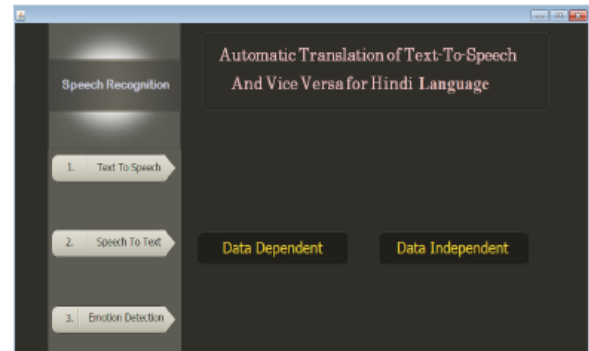 Speech Recognition
Automatic Translation of Text-To-Speech
And Vice Versa for Hindi Language
1. Text To Speech
2. Speech To Text
Data Dependent
Data Independent
3. Emotion Detection